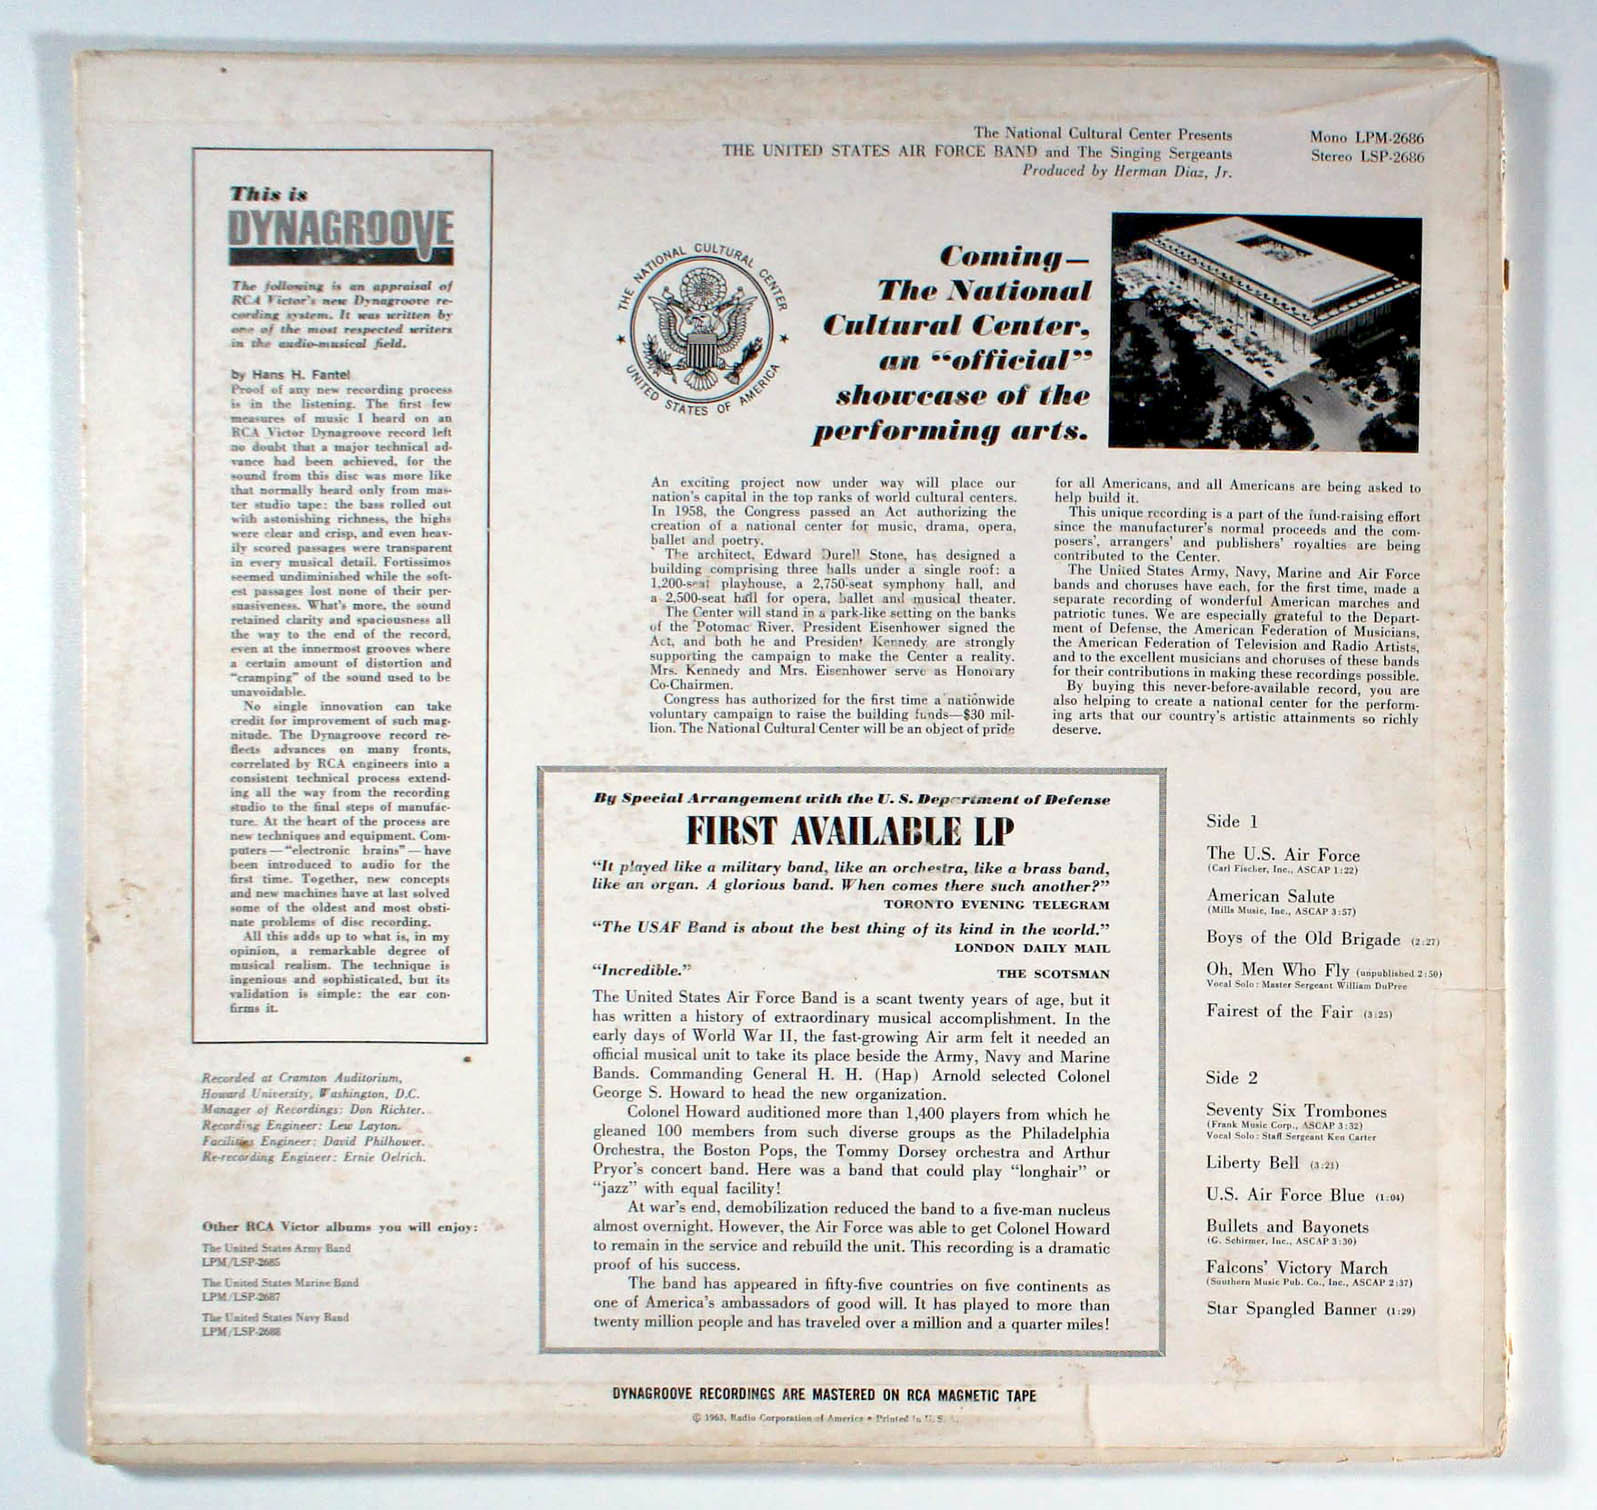 The National Cultural Center Presents
THE UNITED STATES AIR FORCE BAND and The Singing Sergeants
Produced by Herman Diaz, Jr.
Mono LPM-2686
Stereo LSP-2686
This is
DYNAGROOVE
The following is an appraisal of
RCA Victor's new Dynagroove re-
cording system. It was written by
one of the most respected writers
in the audio-musical field.
by Hans H. Fantel
Proof of any new recording process
is in the listening. The first few
measures of music I heard on an
RCA Victor Dynagroove record left
no doubt that a major technical ad-
vance had been achieved, for the
sound from this disc was more like
that normally heard only from mas-
ter studio tape: the bass rolled out
with astonishing richness, the highs
were clear and crisp, and even heav-
ily scored passages were transparent
in every musical detail. Fortissimos
seemed undiminished while the soft-
est passages lost none of their per-
suasiveness. What's more, the sound
retained clarity and spaciousness all
the way to the end of the record,
even at the innermost grooves where
a certain amount of distortion and
“cramping” of the sound used to be
unavoidable.
No single innovation can take
credit for improvement of such mag-
nitude. The Dynagroove record re-
flects advances on many fronts,
correlated by RCA engineers into a
consistent technical process extend-
ing all the way from the recording
studio to the final steps of manufac-
ture. At the heart of the process are
new techniques and equipment. Com-
puters—“electronic brains”—have
been introduced to audio for the
first time. Together, new concepts
and new machines have at last solved
some of the oldest and most obsti-
nate problems of disc recording.
All this adds up to what is, in my
opinion, a remarkable degree of
musical realism. The technique is
ingenious and sophisticated, but its
validation is simple: the ear con-
firms it.
Recorded at Cramton Auditorium,
Howard University, Washington, D.C.
Manager of Recordings: Don Richter.
Recording Engineer: Lew Layton.
Facilities Engineer: David Philhower.
Re-recording Engineer: Ernie Oelrich.
Other RCA Victor albums you will enjoy:
The United States Army Band
LPM/LSP-2685
The United States Marine Band
LPM/LSP-2687
The United States Navy Band
LPM/LSP-2688
THE NATIONAL CULTURAL CENTER
UNITED STATES OF AMERICA
Coming—
The National
Cultural Center,
an “official”
showcase of the
performing arts.
An exciting project now under way will place our
nation's capital in the top ranks of world cultural centers.
In 1958, the Congress passed an Act authorizing the
creation of a national center for music, drama, opera,
ballet and poetry.
The architect, Edward Durell Stone, has designed a
building comprising three halls under a single roof: a
1,200-seat playhouse, a 2,750-seat symphony hall, and
a 2,500-seat hall for opera, ballet and musical theater.
The Center will stand in a park-like setting on the banks
of the Potomac River. President Eisenhower signed the
Act, and both he and President Kennedy are strongly
supporting the campaign to make the Center a reality.
Mrs. Kennedy and Mrs. Eisenhower serve as Honorary
Co-Chairmen.
Congress has authorized for the first time a nationwide
voluntary campaign to raise the building funds—$30 mil-
lion. The National Cultural Center will be an object of pride
for all Americans, and all Americans are being asked to
help build it.
This unique recording is a part of the fund-raising effort
since the manufacturer's normal proceeds and the com-
posers', arrangers' and publishers' royalties are being
contributed to the Center.
The United States Army, Navy, Marine and Air Force
bands and choruses have each, for the first time, made a
separate recording of wonderful American marches and
patriotic tunes. We are especially grateful to the Depart-
ment of Defense, the American Federation of Musicians,
the American Federation of Television and Radio Artists,
and to the excellent musicians and choruses of these bands
for their contributions in making these recordings possible.
By buying this never-before-available record, you are
also helping to create a national center for the perform-
ing arts that our country's artistic attainments so richly
deserve.
By Special Arrangement with the U. S. Department of Defense
FIRST AVAILABLE LP
“It played like a military band, like an orchestra, like a brass band,
like an organ. A glorious band. When comes there such another?”
TORONTO EVENING TELEGRAM
“The USAF Band is about the best thing of its kind in the world.”
LONDON DAILY MAIL
“Incredible.” THE SCOTSMAN
The United States Air Force Band is a scant twenty years of age, but it
has written a history of extraordinary musical accomplishment. In the
early days of World War II, the fast-growing Air arm felt it needed an
official musical unit to take its place beside the Army, Navy and Marine
Bands. Commanding General H. H. (Hap) Arnold selected Colonel
George S. Howard to head the new organization.
Colonel Howard auditioned more than 1,400 players from which he
gleaned 100 members from such diverse groups as the Philadelphia
Orchestra, the Boston Pops, the Tommy Dorsey orchestra and Arthur
Pryor's concert band. Here was a band that could play “longhair” or
“jazz” with equal facility!
At war's end, demobilization reduced the band to a five-man nucleus
almost overnight. However, the Air Force was able to get Colonel Howard
to remain in the service and rebuild the unit. This recording is a dramatic
proof of his success.
The band has appeared in fifty-five countries on five continents as
one of America's ambassadors of good will. It has played to more than
twenty million people and has traveled over a million and a quarter miles!
Side 1
The U.S. Air Force
(Carl Fischer, Inc., ASCAP 1:22)
American Salute
(Mills Music, Inc., ASCAP 3:57)
Boys of the Old Brigade (2:27)
Oh, Men Who Fly (unpublished 2:50)
Vocal Solo: Master Sergeant William DuPree
Fairest of the Fair (3:25)
Side 2
Seventy Six Trombones
(Frank Music Corp., ASCAP 3:32)
Vocal Solo: Staff Sergeant Ken Carter
Liberty Bell (3:21)
U.S. Air Force Blue (1:04)
Bullets and Bayonets
(G. Schirmer, Inc., ASCAP 3:30)
Falcons' Victory March
(Southern Music Pub. Co., Inc., ASCAP 2:37)
Star Spangled Banner (1:29)
DYNAGROOVE RECORDINGS ARE MASTERED ON RCA MAGNETIC TAPE
© 1963, Radio Corporation of America • Printed in U. S.